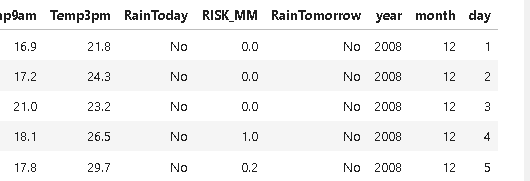 np9am Temp3pm RainToday RISK_MM RainTomorrow year month day
16.9 21.8 No 0.0 No 2008 12 1
17.2 24.3 No 0.0 No 2008 12 2
21.0 23.2 No 0.0 No 2008 12 3
18.1 26.5 No 1.0 No 2008 12 4
17.8 29.7 No 0.2 No 2008 12 5